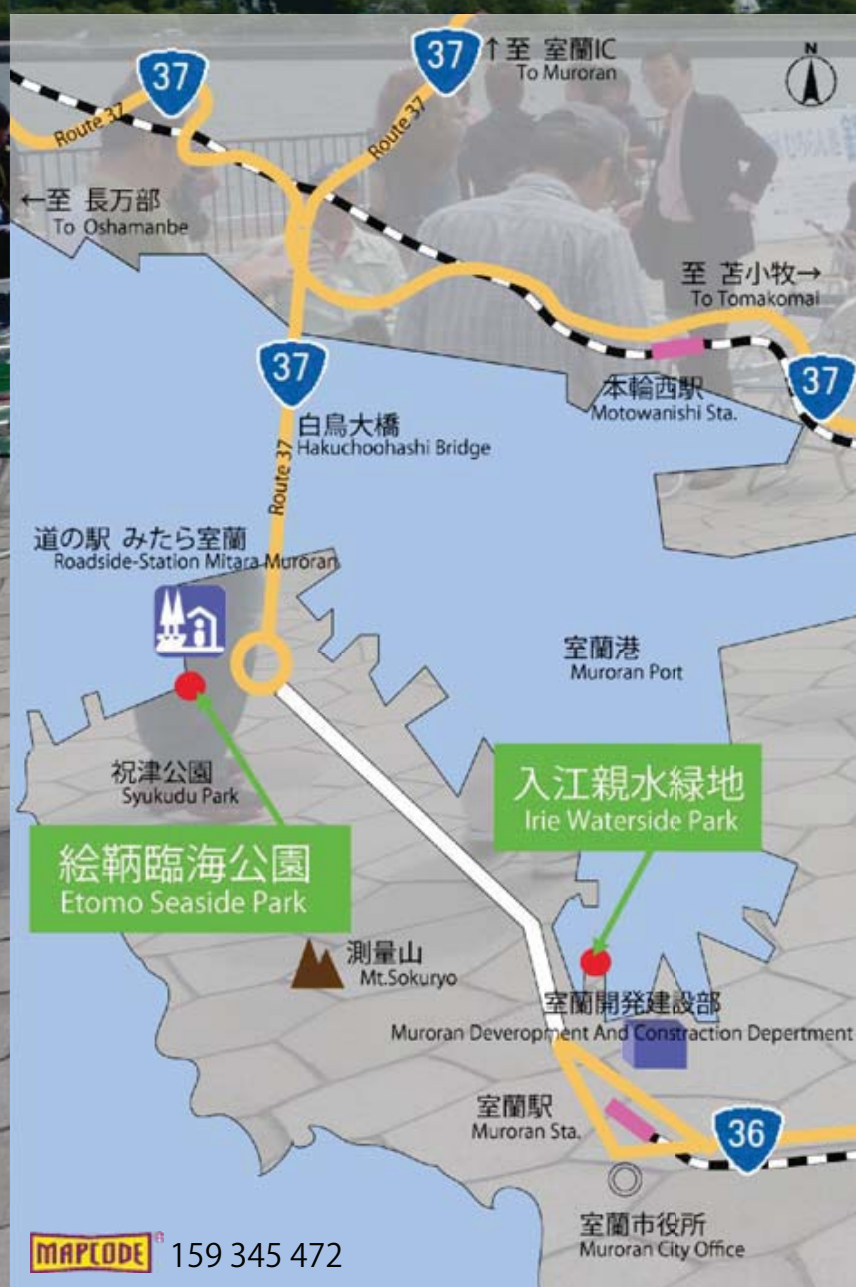 37
37
↑至 室蘭IC
To Muroran
N
Route 37
Route 37
←至 長万部
To Oshamanbe
至 苫小牧→
To Tomakomai
37
本輪西駅
Motowanishi Sta.
37
白鳥大橋
Hakuchoohashi Bridge
Route 37
道の駅 みたら室蘭
Roadside-Station Mitara Muroran
室蘭港
Muroran Port
祝津公園
Syukudu Park
入江親水緑地
Irie Waterside Park
絵鞆臨海公園
Etomo Seaside Park
測量山
Mt.Sokuryo
室蘭開発建設部
Muroran Deveropment And Constraction Depertment
室蘭駅
Muroran Sta.
36
室蘭市役所
Muroran City Office
MAPCODE® 159 345 472